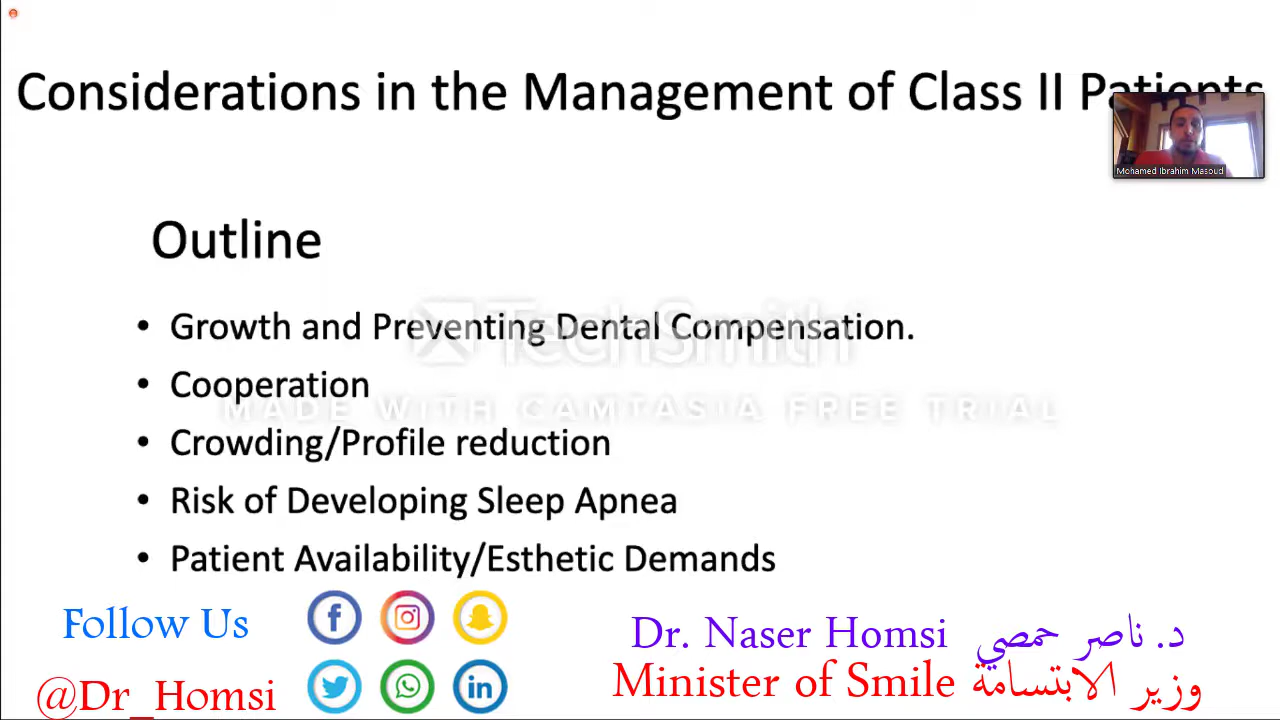 Considerations in the Management of Class II Patients
Mohamed Ibrahim Masoud
Outline
• Growth and Preventing Dental Compensation.
TechSmith
• Cooperation
MADE WITH CAMTASIA FREE TRIAL
• Crowding/Profile reduction
• Risk of Developing Sleep Apnea
• Patient Availability/Esthetic Demands
Follow Us
@Dr_Homsi
Dr. Naser Homsi د. ناصر حمصي
Minister of Smile وزير الابتسامة